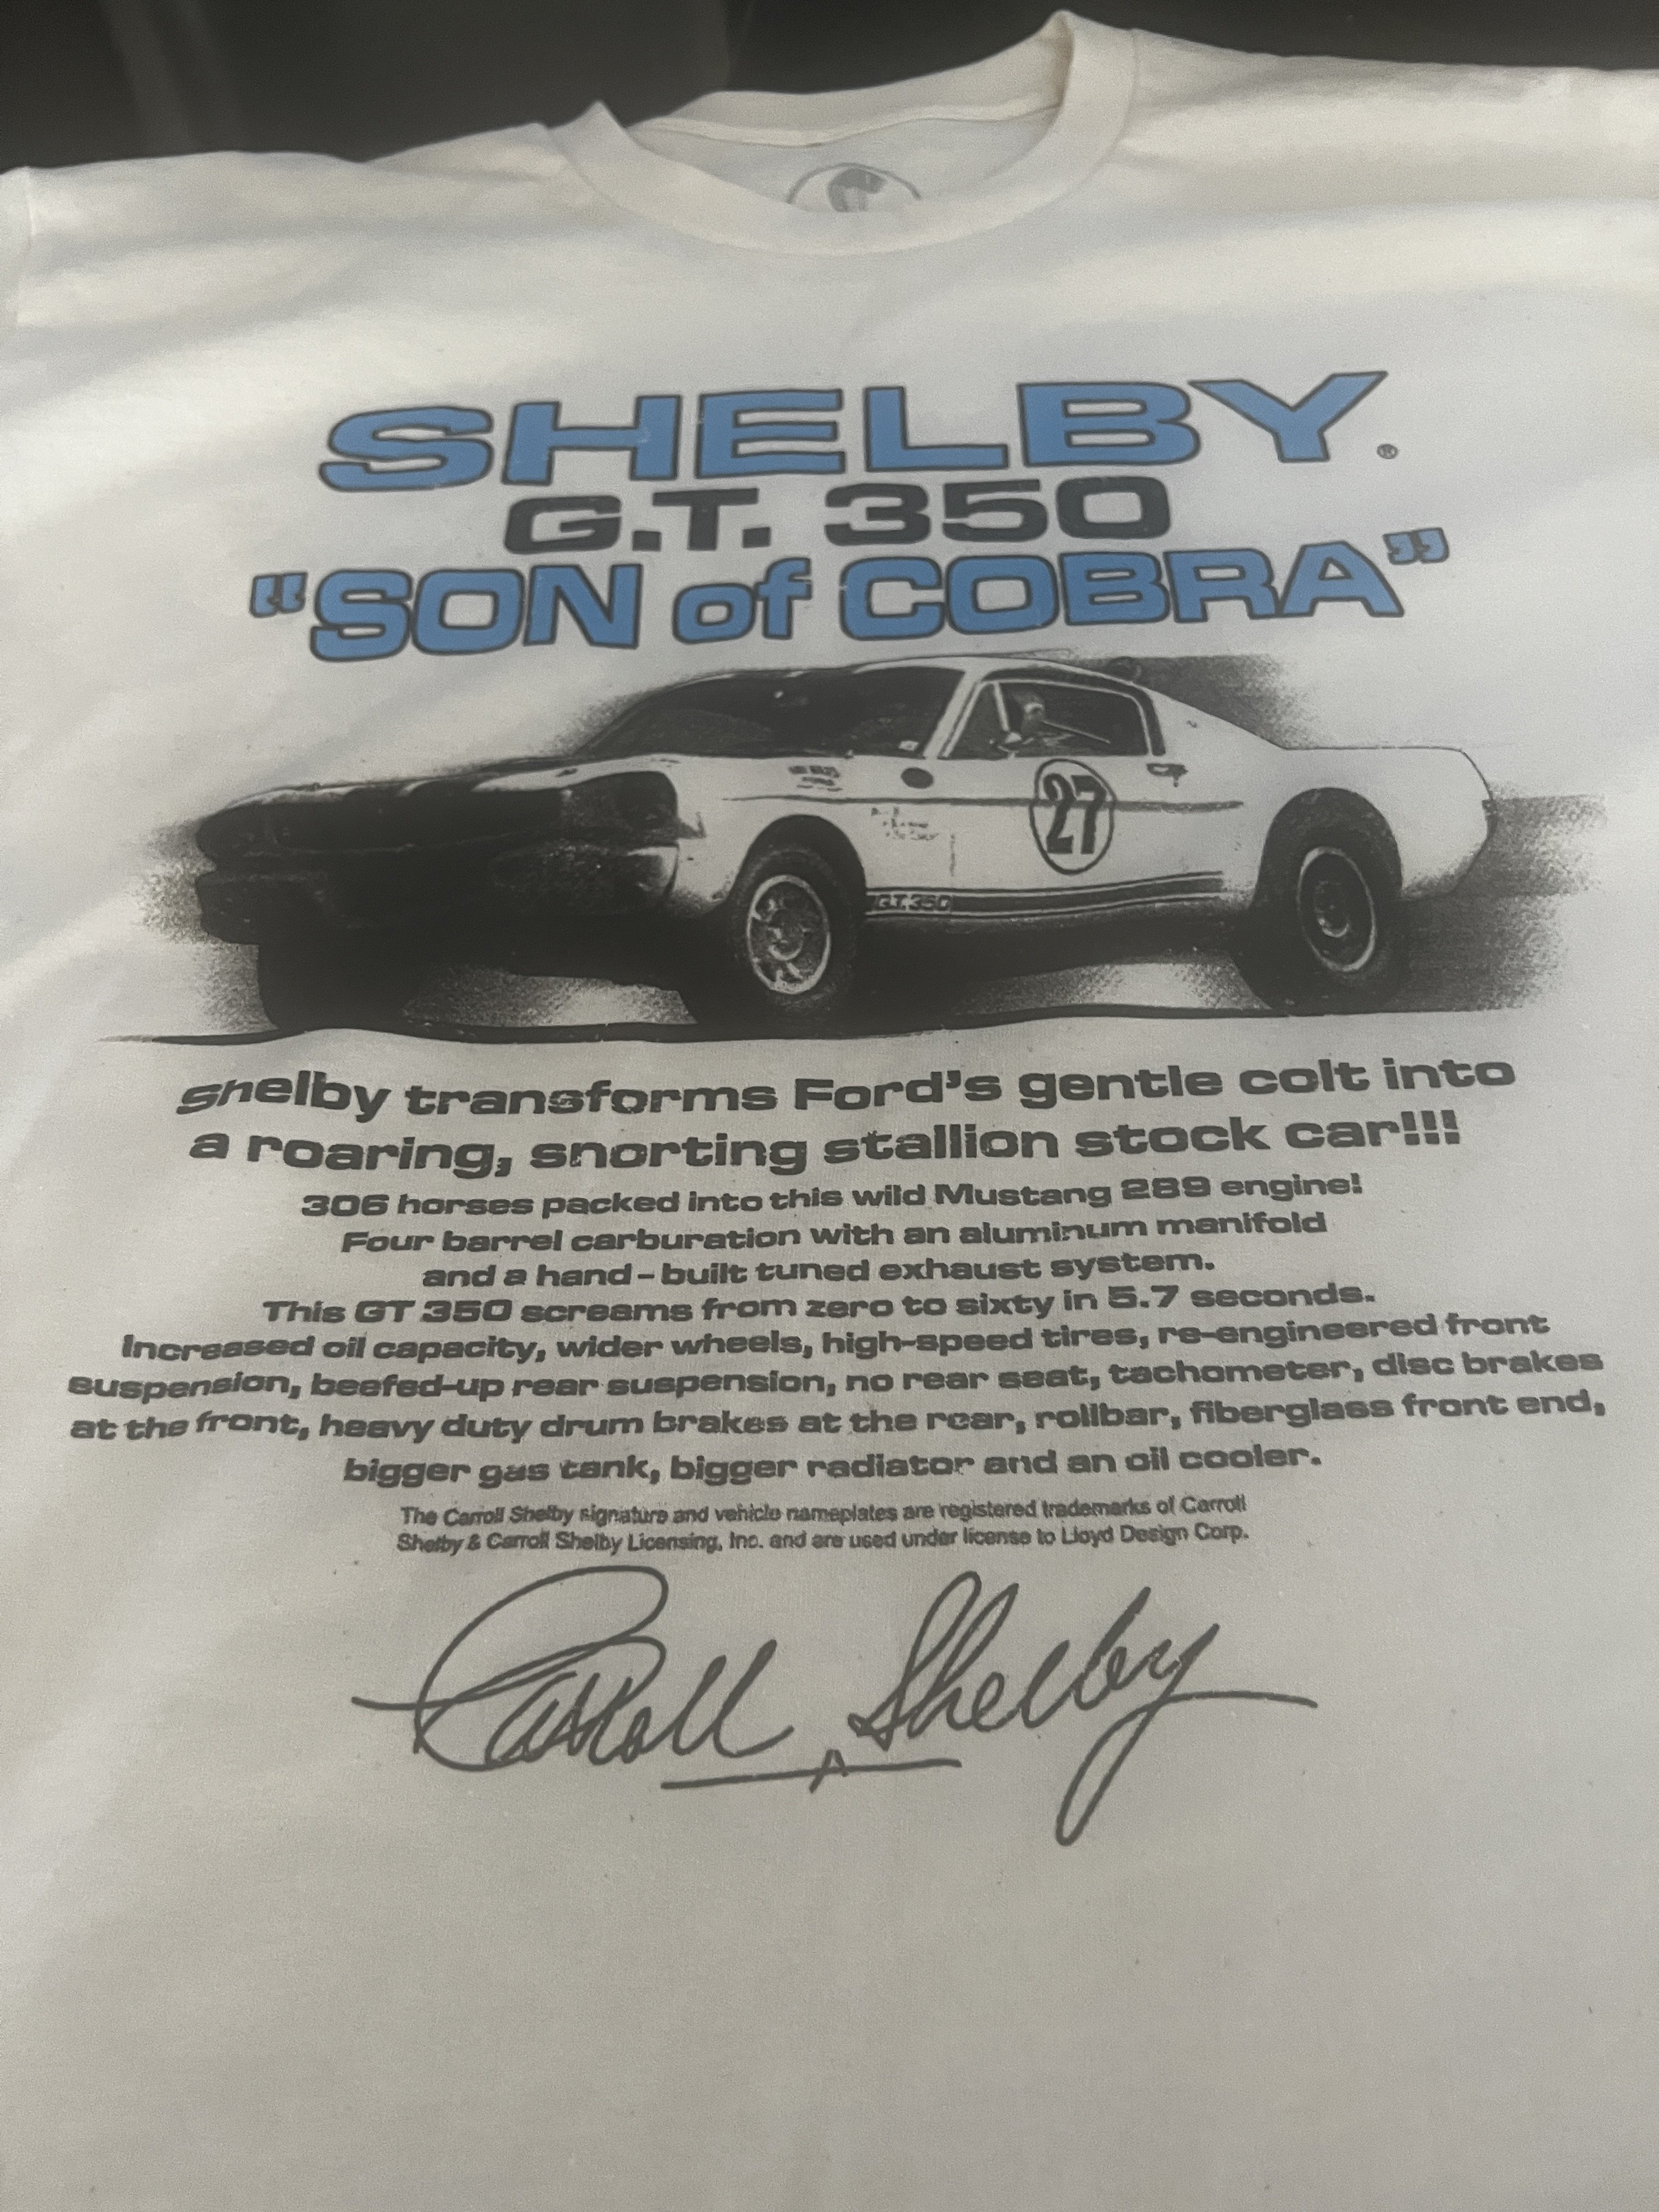 SHELBY®
G.T. 350
“SON of COBRA”
27
G.T. 350
Shelby transforms Ford's gentle colt into
a roaring, snorting stallion stock car!!!
306 horses packed into this wild Mustang 289 engine!
Four barrel carburation with an aluminum manifold
and a hand-built tuned exhaust system.
This GT 350 screams from zero to sixty in 5.7 seconds.
Increased oil capacity, wider wheels, high-speed tires, re-engineered front
suspension, beefed-up rear suspension, no rear seat, tachometer, disc brakes
at the front, heavy duty drum brakes at the rear, rollbar, fiberglass front end,
bigger gas tank, bigger radiator and an oil cooler.
The Carroll Shelby signature and vehicle nameplates are registered trademarks of Carroll
Shelby & Carroll Shelby Licensing, Inc. and are used under license to Lloyd Design Corp.
Carroll Shelby